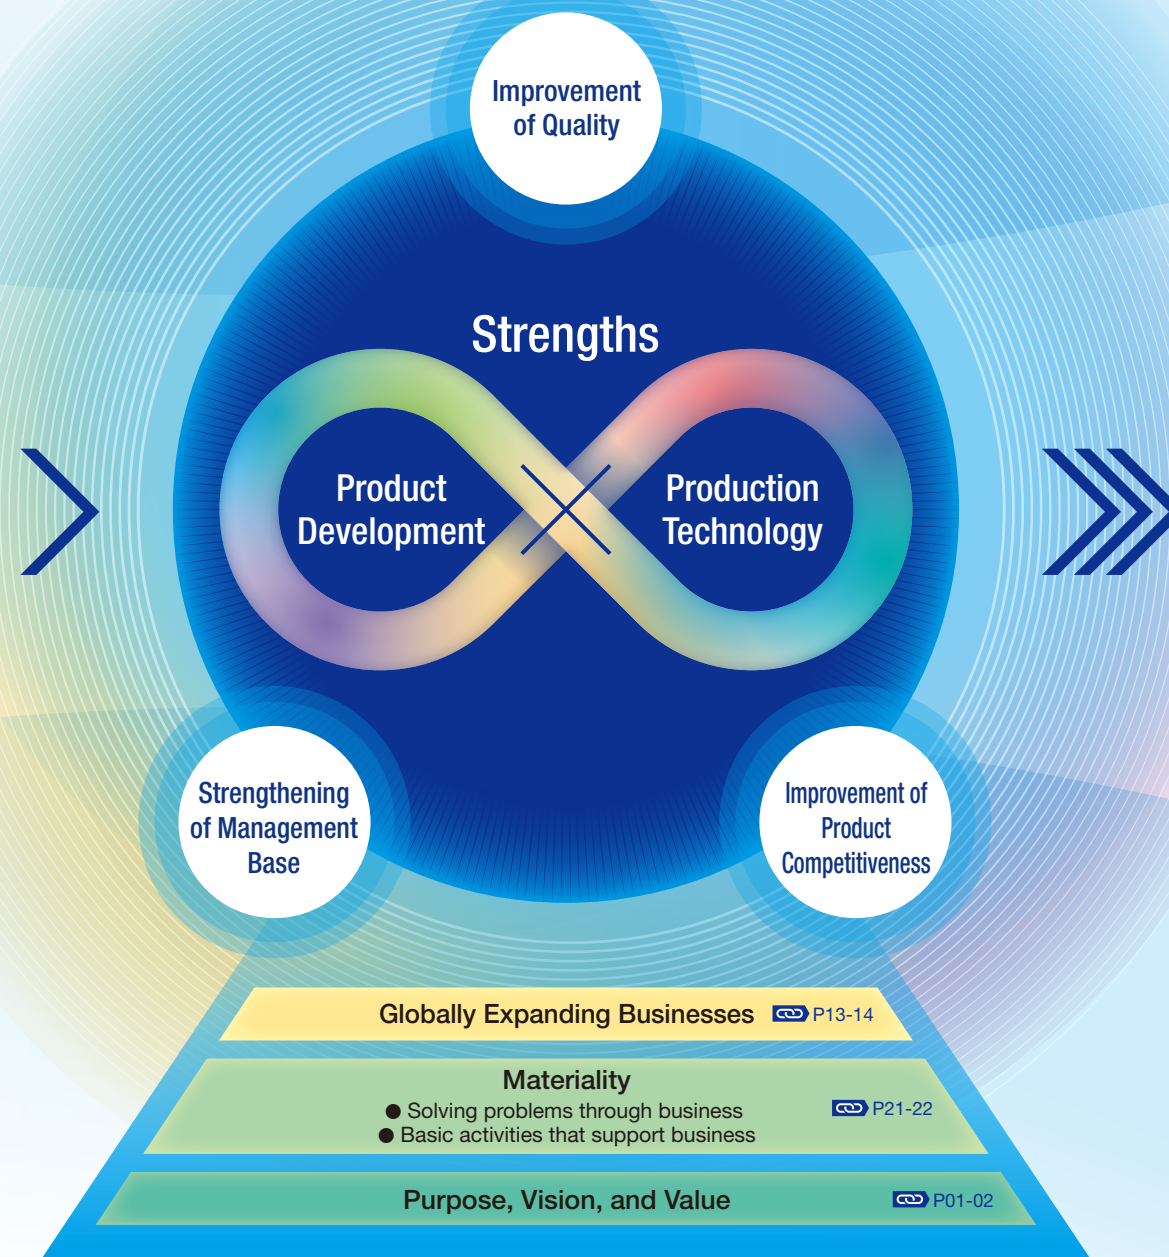 Improvement
of Quality
Strengths
Product
Development
Production
Technology
Strengthening
of Management
Base
Improvement of
Product
Competitiveness
Globally Expanding Businesses P13-14
Materiality
● Solving problems through business
● Basic activities that support business
P21-22
Purpose, Vision, and Value P01-02